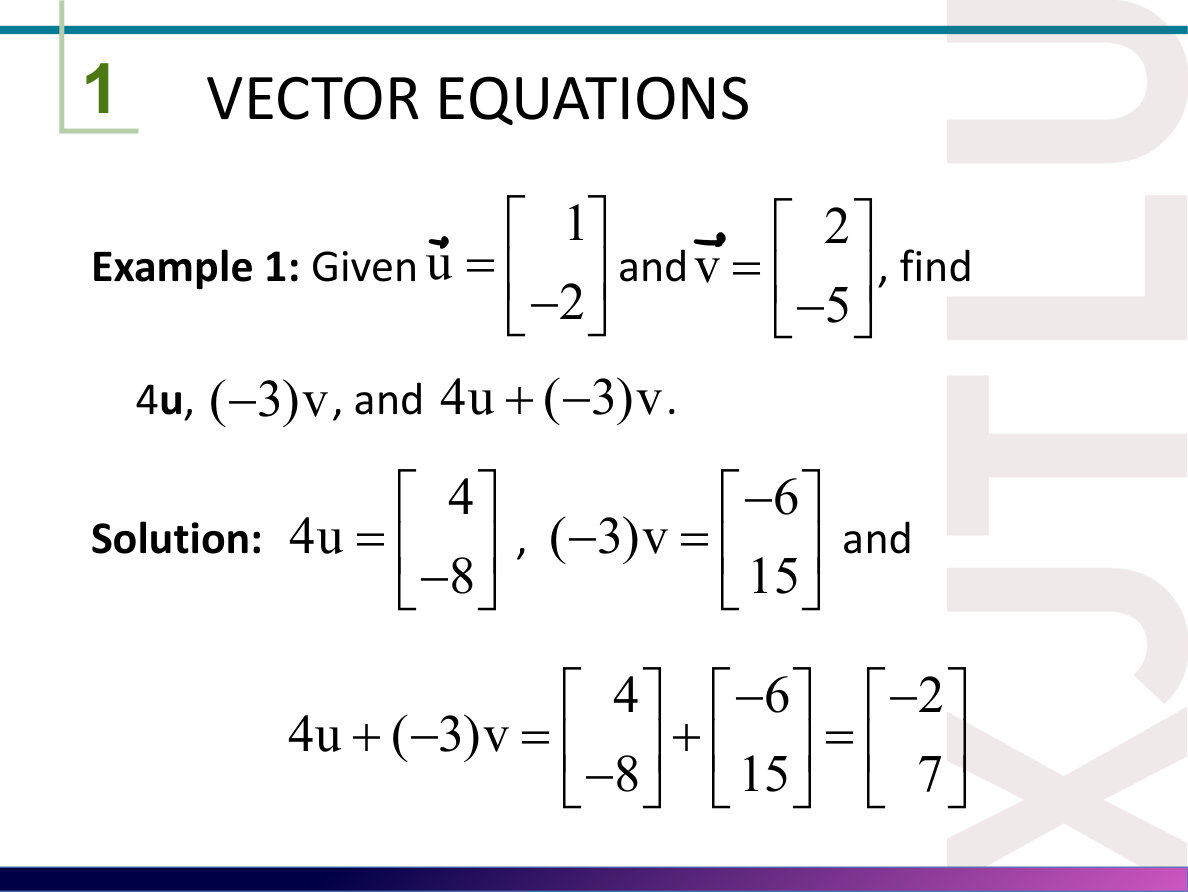 1 VECTOR EQUATIONS
Example 1: Given u⃗ = [1; −2] and v⃗ = [2; −5], find
4u, (−3)v, and 4u + (−3)v.
Solution: 4u = [4; −8], (−3)v = [−6; 15] and
4u + (−3)v = [4; −8] + [−6; 15] = [−2; 7]
XJTLU